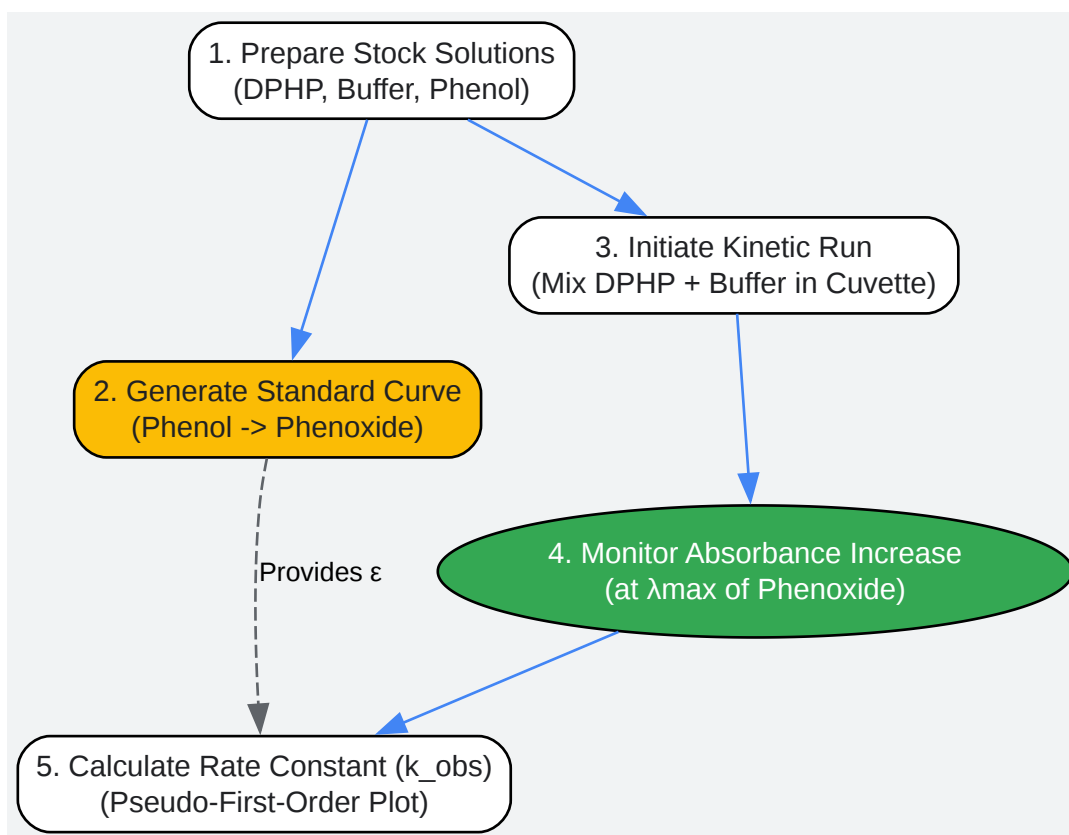 1. Prepare Stock Solutions
(DPHP, Buffer, Phenol)
3. Initiate Kinetic Run
(Mix DPHP + Buffer in Cuvette)
2. Generate Standard Curve
(Phenol -> Phenoxide)
4. Monitor Absorbance Increase
(at λmax of Phenoxide)
Provides ε
5. Calculate Rate Constant (k_obs)
(Pseudo-First-Order Plot)